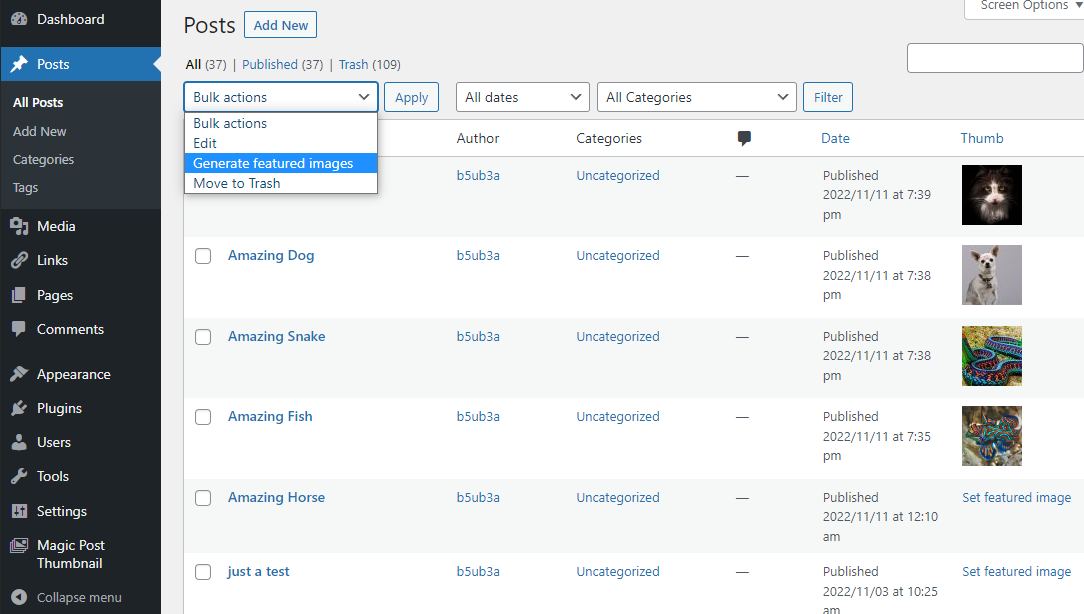 Dashboard
Posts
All Posts
Add New
Categories
Tags
Media
Links
Pages
Comments
Appearance
Plugins
Users
Tools
Settings
Magic Post
Thumbnail
Collapse menu
Screen Options
Posts Add New
All (37) | Published (37) | Trash (109)
Bulk actions Apply All dates All Categories Filter
Bulk actions
Edit
Generate featured images
Move to Trash
Author Categories Date Thumb
b5ub3a Uncategorized — Published
2022/11/11 at 7:39
pm
Amazing Dog b5ub3a Uncategorized — Published
2022/11/11 at 7:38
pm
Amazing Snake b5ub3a Uncategorized — Published
2022/11/11 at 7:38
pm
Amazing Fish b5ub3a Uncategorized — Published
2022/11/11 at 7:35
pm
Amazing Horse b5ub3a Uncategorized — Published Set featured image
2022/11/11 at 12:10
am
just a test b5ub3a Uncategorized — Published Set featured image
2022/11/03 at 10:25
am